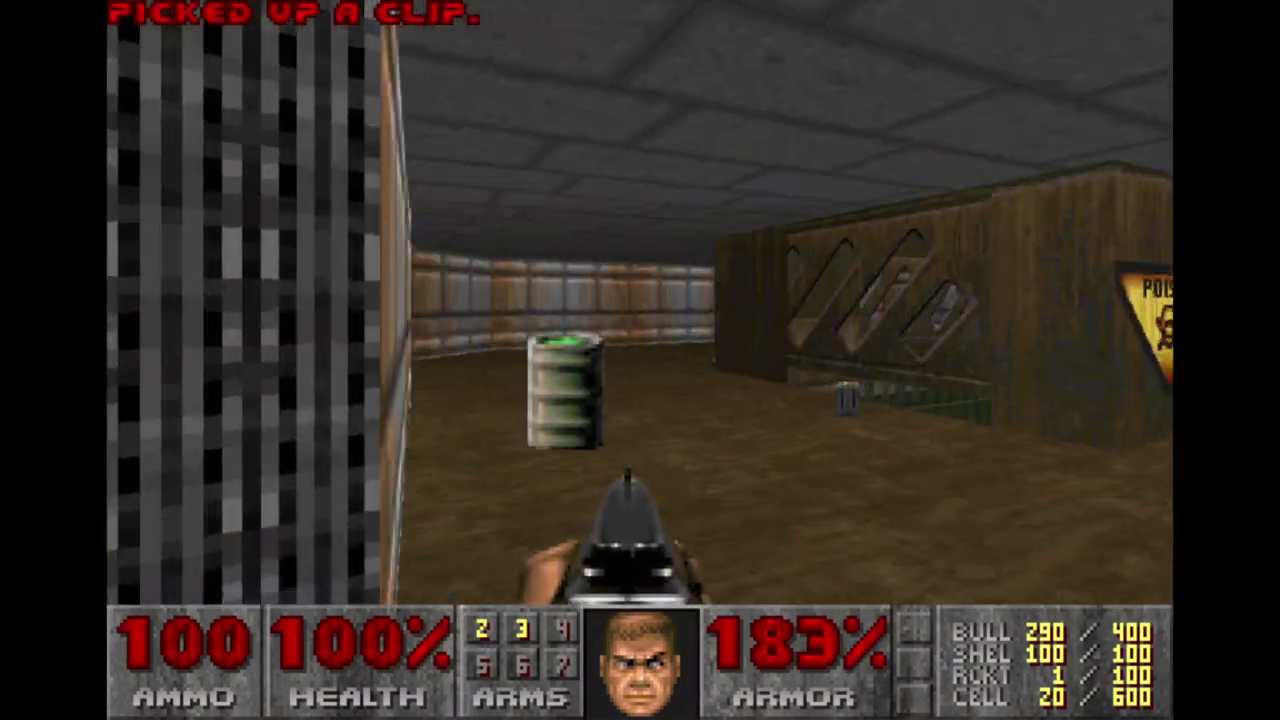 PICKED UP A CLIP.
POIS
100 100% 2 3 4 183% BULL 290 / 400
5 6 7 SHEL 100 / 100
RCKT 1 / 100
AMMO HEALTH ARMS ARMOR CELL 20 / 600